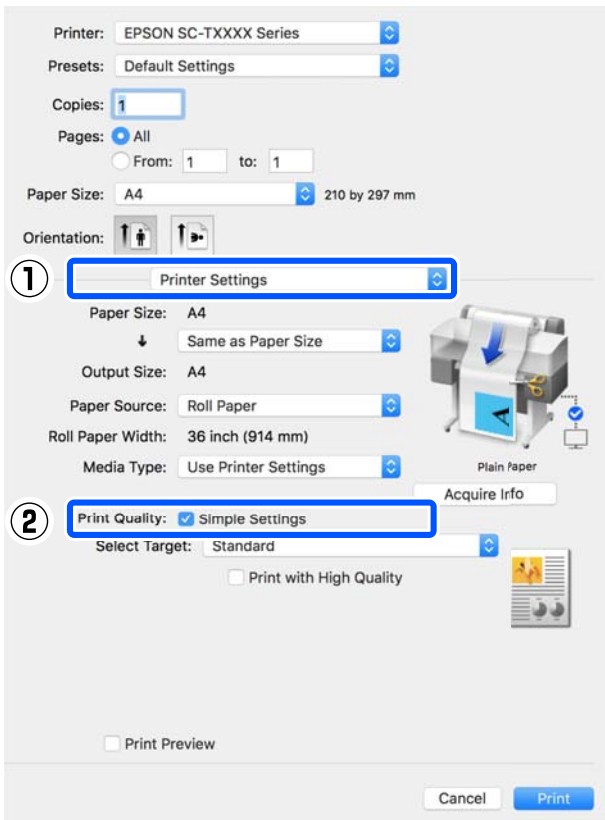 Printer: EPSON SC-TXXXX Series
Presets: Default Settings
Copies: 1
Pages: All
From: 1 to: 1
Paper Size: A4 210 by 297 mm
Orientation:
1 Printer Settings
Paper Size: A4
Same as Paper Size
Output Size: A4
Paper Source: Roll Paper
Roll Paper Width: 36 inch (914 mm)
Media Type: Use Printer Settings
Plain Paper
Acquire Info
2 Print Quality: Simple Settings
Select Target: Standard
Print with High Quality
Print Preview
Cancel Print